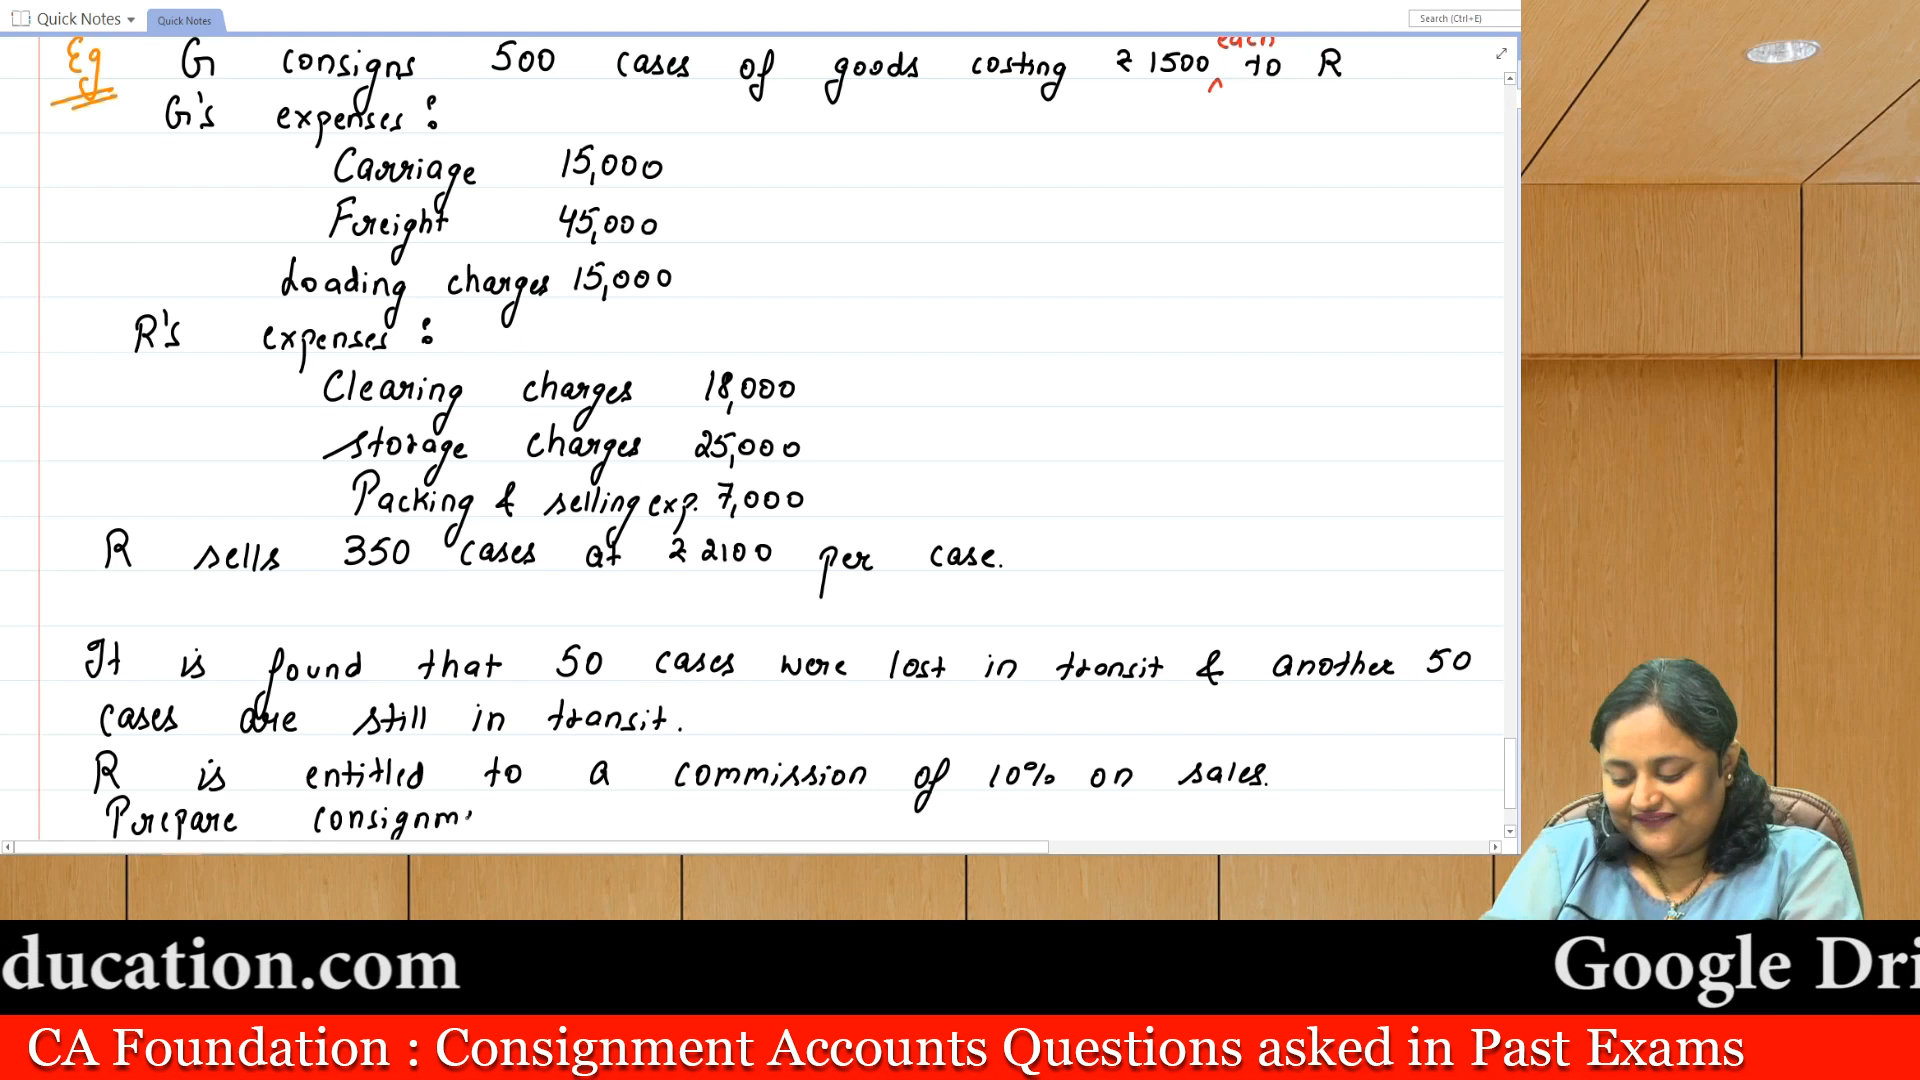 Quick Notes
Quick Notes
Search (Ctrl+E)
Eg G consigns 500 cases of goods costing ₹ 1500 each to R
G's expenses :
Carriage 15,000
Freight 45,000
Loading charges 15,000
R's expenses :
Clearing charges 18,000
Storage charges 25,000
Packing & selling exp. 7,000
R sells 350 cases at ₹ 2100 per case.
It is found that 50 cases were lost in transit & another 50
cases are still in transit.
R is entitled to a commission of 10% on sales.
Prepare consignm
ducation.com Google Dri
CA Foundation : Consignment Accounts Questions asked in Past Exams